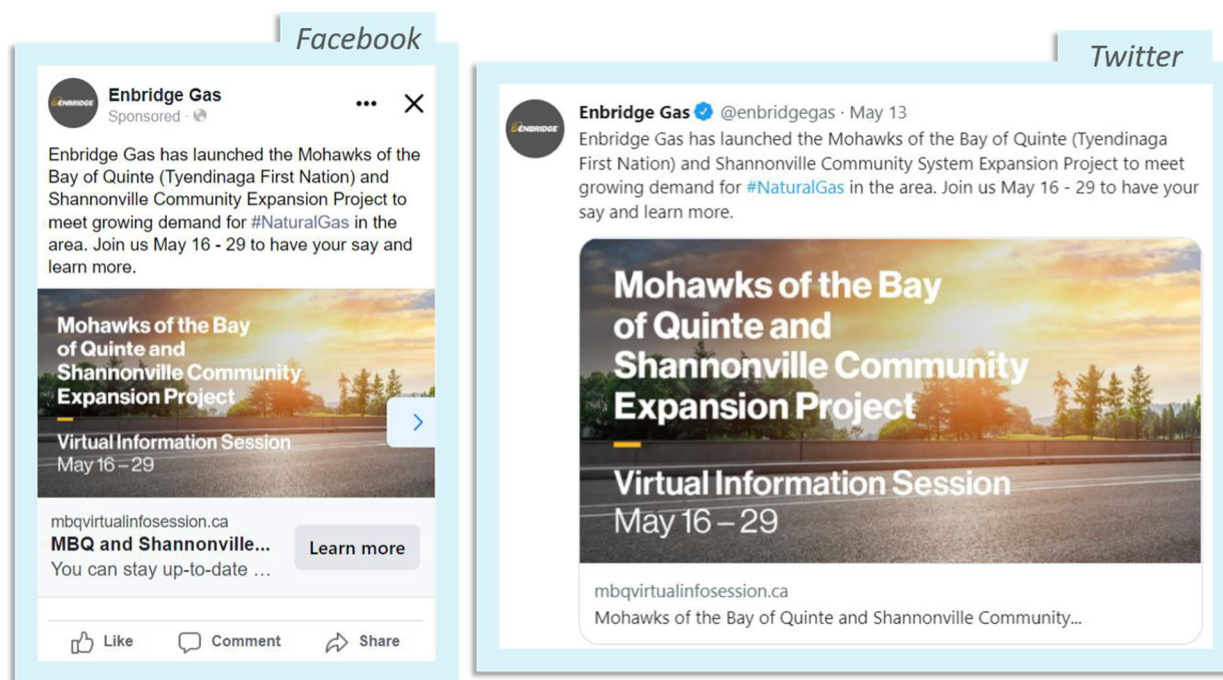 Facebook
ENBRIDGE
Enbridge Gas
Sponsored ·
Enbridge Gas has launched the Mohawks of the
Bay of Quinte (Tyendinaga First Nation) and
Shannonville Community Expansion Project to
meet growing demand for #NaturalGas in the
area. Join us May 16 - 29 to have your say and
learn more.
Mohawks of the Bay
of Quinte and
Shannonville Community
Expansion Project
Virtual Information Session
May 16 – 29
mbqvirtualinfosession.ca
MBQ and Shannonville...
You can stay up-to-date ...
Learn more
Like
Comment
Share
Twitter
ENBRIDGE
Enbridge Gas @enbridgegas · May 13
Enbridge Gas has launched the Mohawks of the Bay of Quinte (Tyendinaga
First Nation) and Shannonville Community System Expansion Project to meet
growing demand for #NaturalGas in the area. Join us May 16 - 29 to have your
say and learn more.
Mohawks of the Bay
of Quinte and
Shannonville Community
Expansion Project
Virtual Information Session
May 16 – 29
mbqvirtualinfosession.ca
Mohawks of the Bay of Quinte and Shannonville Community...